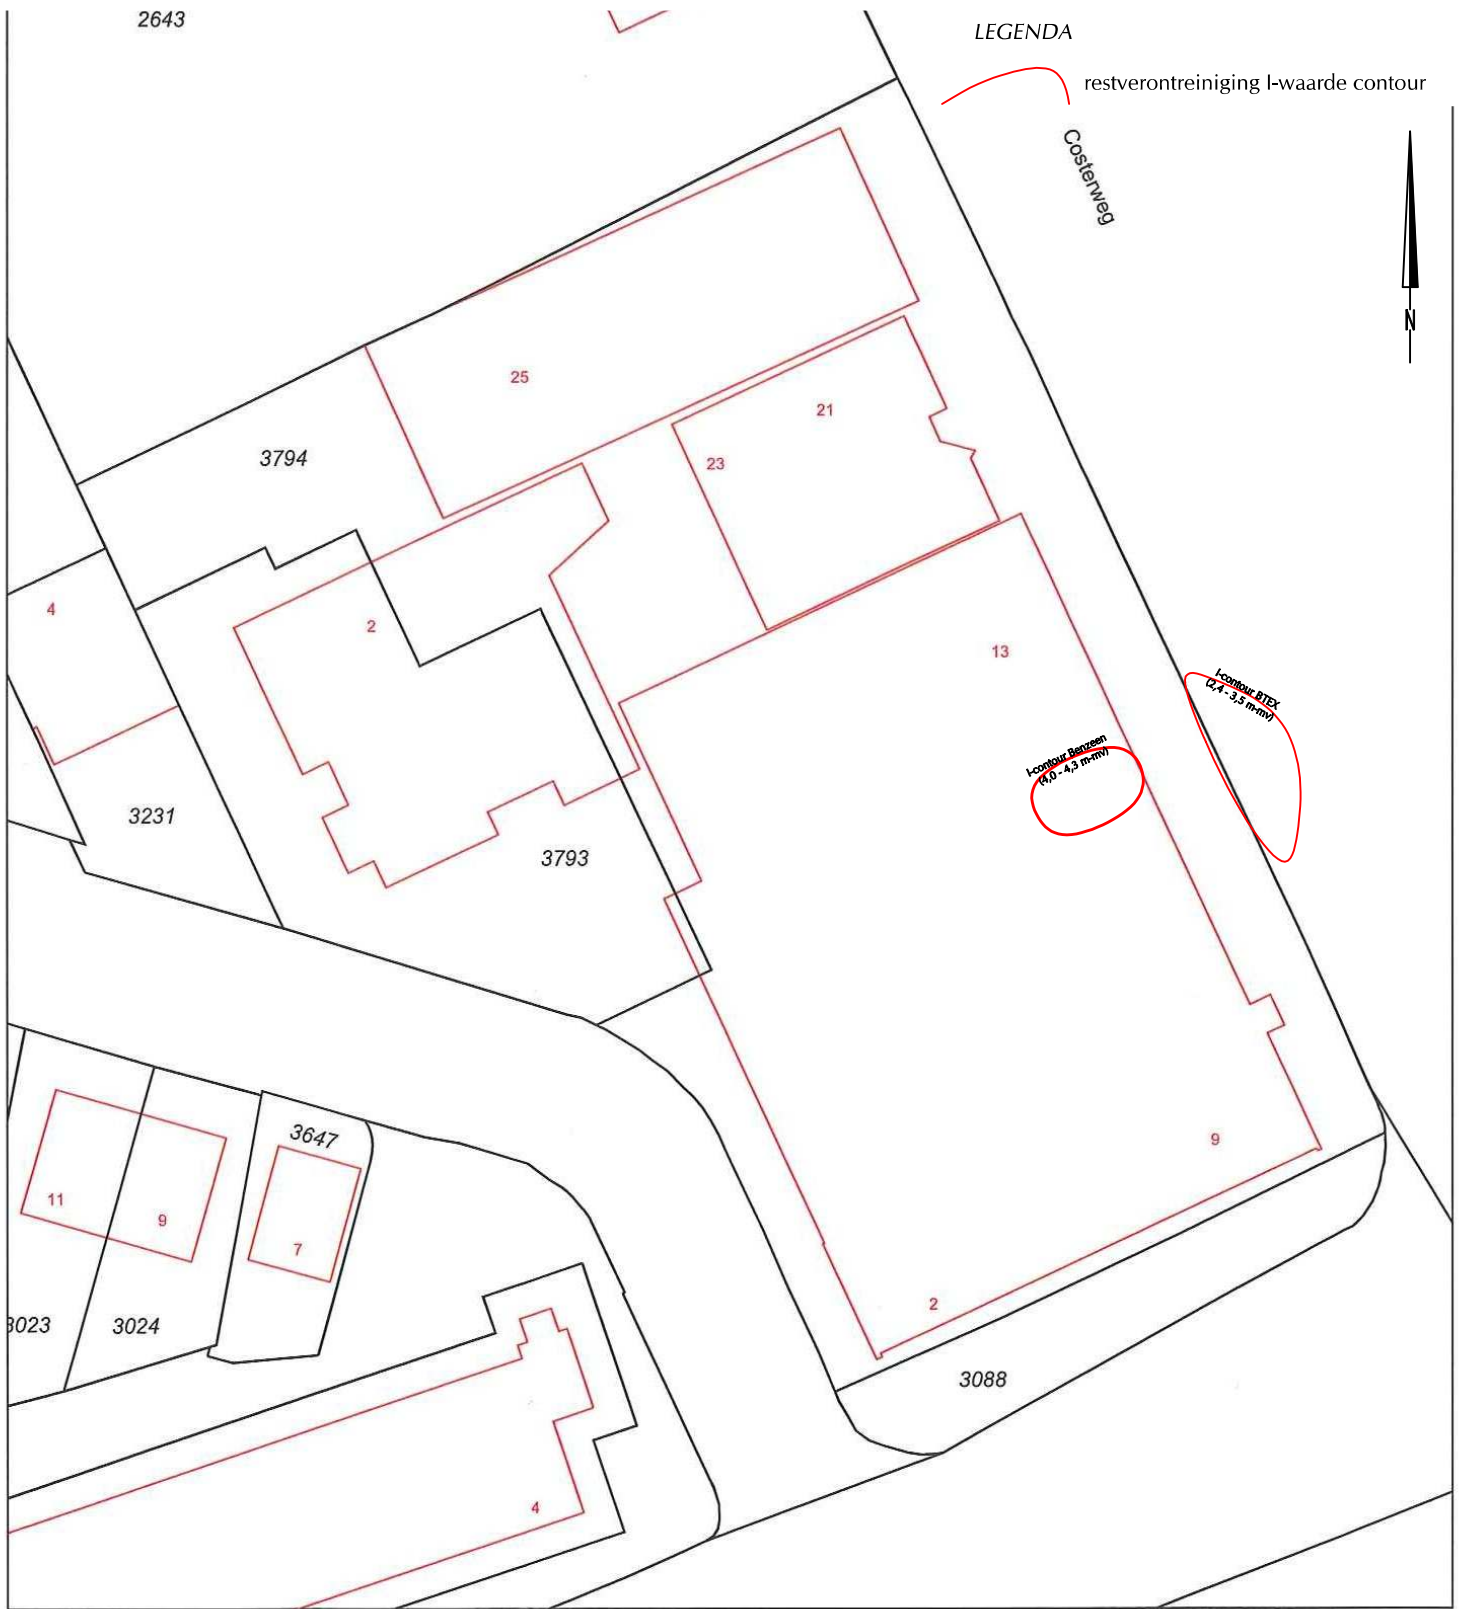 2643
LEGENDA
restverontreiniging I-waarde contour
Costerweg
N
25
21
3794
23
4
2
13
I-contour BTEX
(2,4 - 3,5 m-mv)
I-contour Benzeen
(4,0 - 4,3 m-mv)
3231
3793
3647
9
11
9
7
2
3023
3024
3088
4